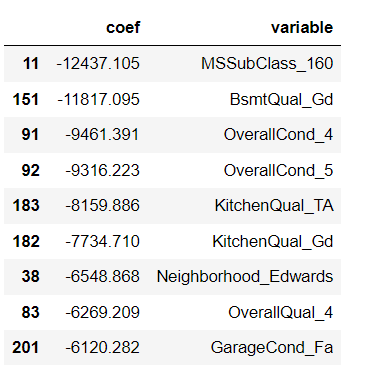 coef variable
11 -12437.105 MSSubClass_160
151 -11817.095 BsmtQual_Gd
91 -9461.391 OverallCond_4
92 -9316.223 OverallCond_5
183 -8159.886 KitchenQual_TA
182 -7734.710 KitchenQual_Gd
38 -6548.868 Neighborhood_Edwards
83 -6269.209 OverallQual_4
201 -6120.282 GarageCond_Fa